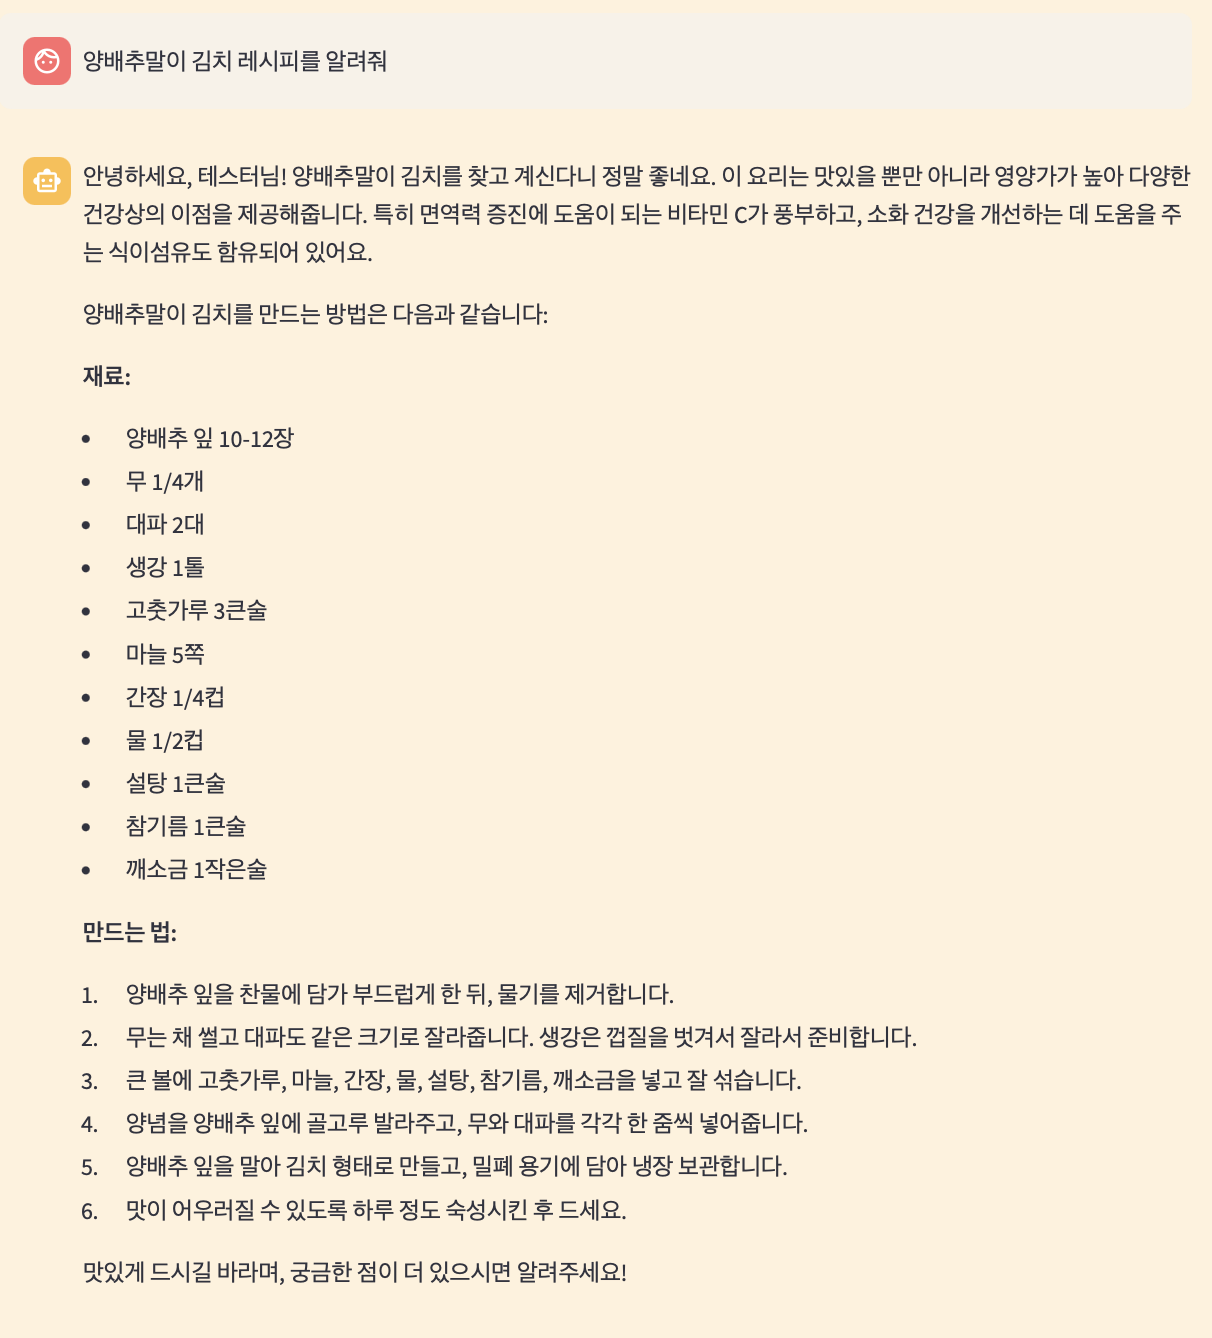 양배추말이 김치 레시피를 알려줘
안녕하세요, 테스터님! 양배추말이 김치를 찾고 계신다니 정말 좋네요. 이 요리는 맛있을 뿐만 아니라 영양가가 높아 다양한
건강상의 이점을 제공해줍니다. 특히 면역력 증진에 도움이 되는 비타민 C가 풍부하고, 소화 건강을 개선하는 데 도움을 주
는 식이섬유도 함유되어 있어요.
양배추말이 김치를 만드는 방법은 다음과 같습니다:
재료:
• 양배추 잎 10-12장
• 무 1/4개
• 대파 2대
• 생강 1톨
• 고춧가루 3큰술
• 마늘 5쪽
• 간장 1/4컵
• 물 1/2컵
• 설탕 1큰술
• 참기름 1큰술
• 깨소금 1작은술
만드는 법:
1. 양배추 잎을 찬물에 담가 부드럽게 한 뒤, 물기를 제거합니다.
2. 무는 채 썰고 대파도 같은 크기로 잘라줍니다. 생강은 껍질을 벗겨서 잘라서 준비합니다.
3. 큰 볼에 고춧가루, 마늘, 간장, 물, 설탕, 참기름, 깨소금을 넣고 잘 섞습니다.
4. 양념을 양배추 잎에 골고루 발라주고, 무와 대파를 각각 한 줌씩 넣어줍니다.
5. 양배추 잎을 말아 김치 형태로 만들고, 밀폐 용기에 담아 냉장 보관합니다.
6. 맛이 어우러질 수 있도록 하루 정도 숙성시킨 후 드세요.
맛있게 드시길 바라며, 궁금한 점이 더 있으시면 알려주세요!